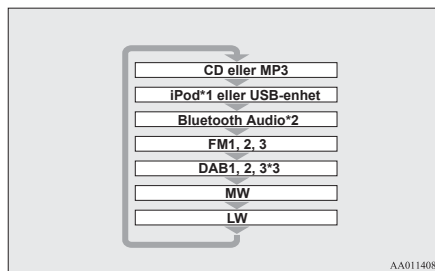 CD eller MP3
iPod*1 eller USB-enhet
Bluetooth Audio*2
FM1, 2, 3
DAB1, 2, 3*3
MW
LW
AA011408